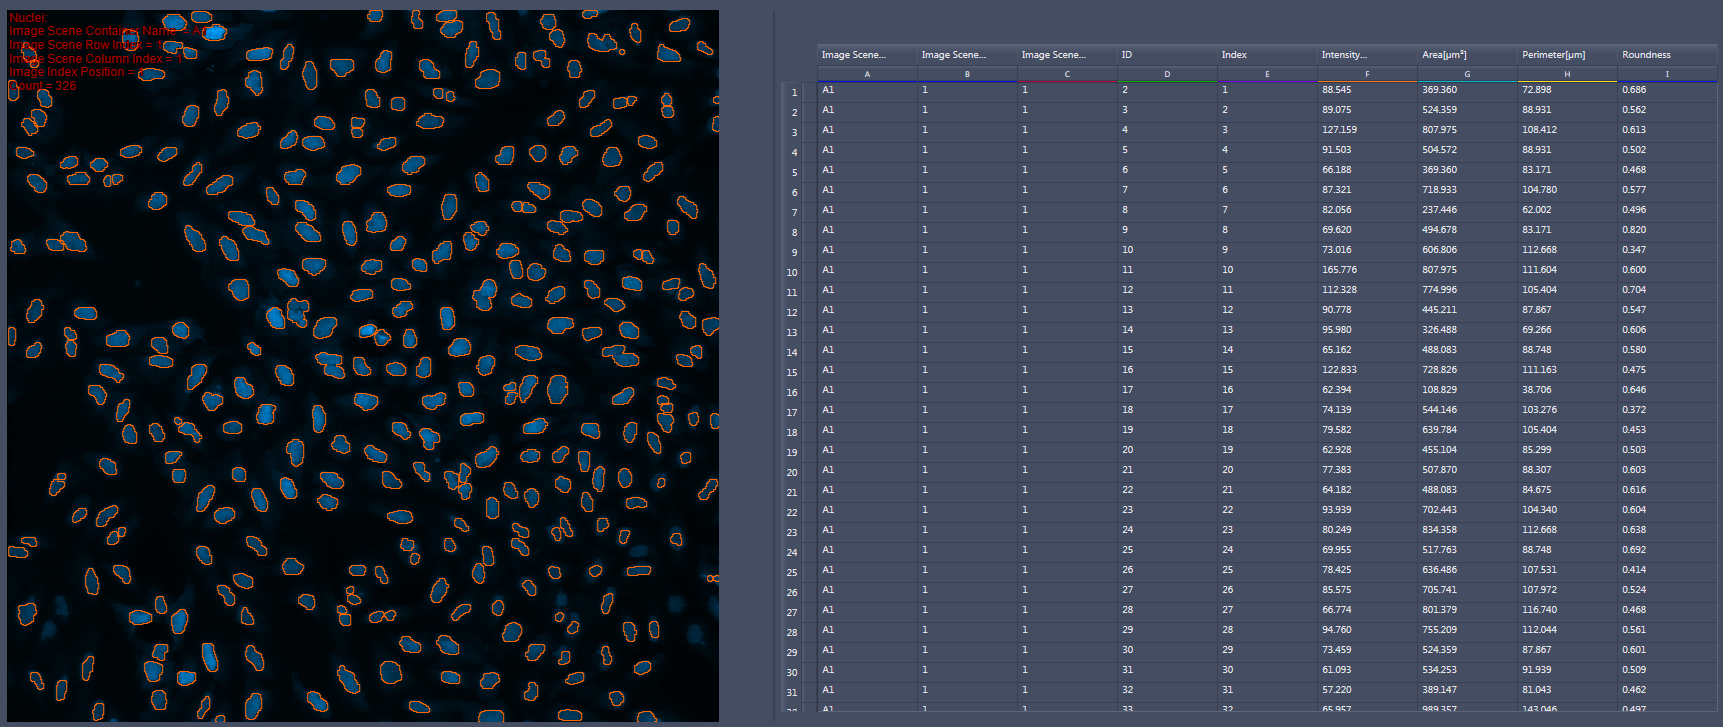 Nuclei:
Image Scene Container Name = A1
Image Scene Row Index = 1
Image Scene Column Index = 1
Image Index Position =
Count = 326
Image Scene... Image Scene... Image Scene... ID Index Intensity... Area[µm²] Perimeter[µm] Roundness
A B C D E F G H I
1 A1 1 1 2 1 88.545 369.360 72.898 0.686
2 A1 1 1 3 2 89.075 524.359 88.931 0.562
3 A1 1 1 4 3 127.159 807.975 108.412 0.613
4 A1 1 1 5 4 91.503 504.572 88.931 0.502
5 A1 1 1 6 5 66.188 369.360 83.171 0.468
6 A1 1 1 7 6 87.321 718.933 104.780 0.577
7 A1 1 1 8 7 82.056 237.446 62.002 0.496
8 A1 1 1 9 8 69.620 494.678 83.171 0.820
9 A1 1 1 10 9 73.016 606.806 112.668 0.347
10 A1 1 1 11 10 165.776 807.975 111.604 0.600
11 A1 1 1 12 11 112.328 774.996 105.404 0.704
12 A1 1 1 13 12 90.778 445.211 87.867 0.547
13 A1 1 1 14 13 95.980 326.488 69.266 0.606
14 A1 1 1 15 14 65.162 488.083 88.748 0.580
15 A1 1 1 16 15 122.833 728.826 111.163 0.475
16 A1 1 1 17 16 62.394 108.829 38.706 0.646
17 A1 1 1 18 17 74.139 544.146 103.276 0.372
18 A1 1 1 19 18 79.582 639.784 105.404 0.453
19 A1 1 1 20 19 62.928 455.104 85.299 0.503
20 A1 1 1 21 20 77.383 507.870 88.307 0.603
21 A1 1 1 22 21 64.182 488.083 84.675 0.616
22 A1 1 1 23 22 93.939 702.443 104.340 0.604
23 A1 1 1 24 23 80.249 834.358 112.668 0.638
24 A1 1 1 25 24 69.955 517.763 88.748 0.692
25 A1 1 1 26 25 78.425 636.486 107.531 0.414
26 A1 1 1 27 26 85.575 705.741 107.972 0.524
27 A1 1 1 28 27 66.774 801.379 116.740 0.468
28 A1 1 1 29 28 94.760 755.209 112.044 0.561
29 A1 1 1 30 29 73.459 524.359 87.867 0.601
30 A1 1 1 31 30 61.093 534.253 91.939 0.509
31 A1 1 1 32 31 57.220 389.147 81.043 0.462
32 A1 1 1 33 32 65.957 989.357 143.046 0.497